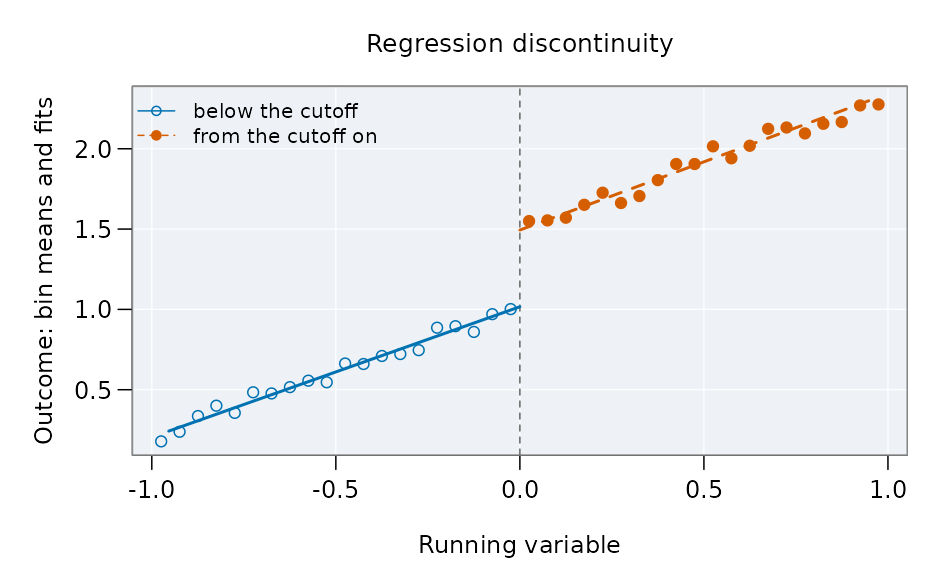 Regression discontinuity
below the cutoff
from the cutoff on
Outcome: bin means and fits
2.0
1.5
1.0
0.5
-1.0
-0.5
0.0
0.5
1.0
Running variable